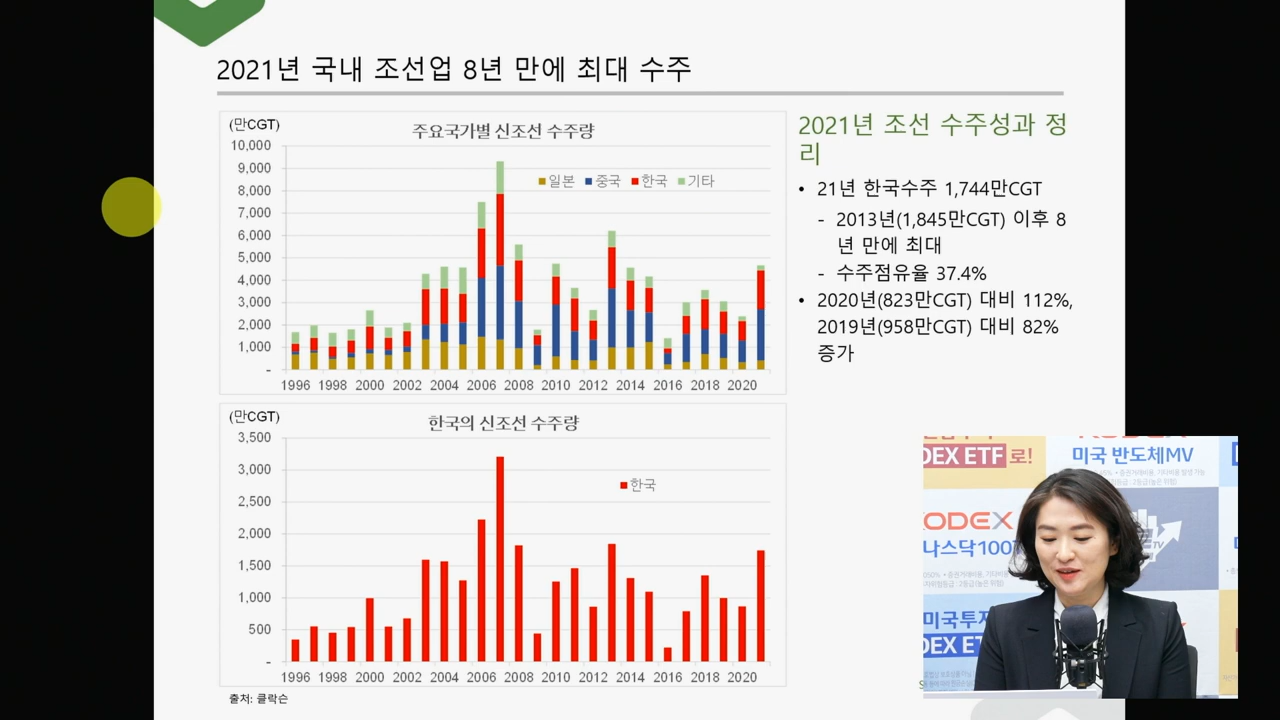 2021년 국내 조선업 8년 만에 최대 수주
(만CGT)
주요국가별 신조선 수주량
10,000
9,000
8,000
7,000
6,000
5,000
4,000
3,000
2,000
1,000
-
일본 중국 한국 기타
1996 1998 2000 2002 2004 2006 2008 2010 2012 2014 2016 2018 2020
(만CGT)
한국의 신조선 수주량
3,500
3,000
2,500
2,000
1,500
1,000
500
-
한국
1996 1998 2000 2002 2004 2006 2008 2010 2012 2014 2016 2018 2020
출처: 클락슨
2021년 조선 수주성과 정
리
• 21년 한국수주 1,744만CGT
- 2013년(1,845만CGT) 이후 8
년 만에 최대
- 수주점유율 37.4%
• 2020년(823만CGT) 대비 112%,
2019년(958만CGT) 대비 82%
증가
DEX ETF로!
미국 반도체MV
KODEX
나스닥100
TV
미국투자
DEX ET